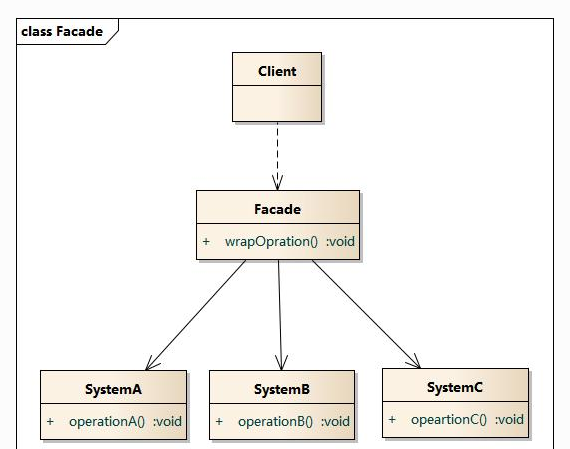 class Facade
Client
Facade
+ wrapOpration() :void
SystemA
+ operationA() :void
SystemB
+ operationB() :void
SystemC
+ opeartionC() :void